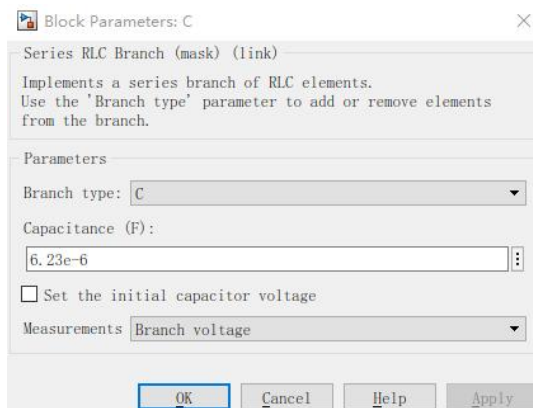 Block Parameters: C
Series RLC Branch (mask) (link)
Implements a series branch of RLC elements.
Use the 'Branch type' parameter to add or remove elements
from the branch.
Parameters
Branch type: C
Capacitance (F):
6.23e-6
Set the initial capacitor voltage
Measurements Branch voltage
OK Cancel Help Apply